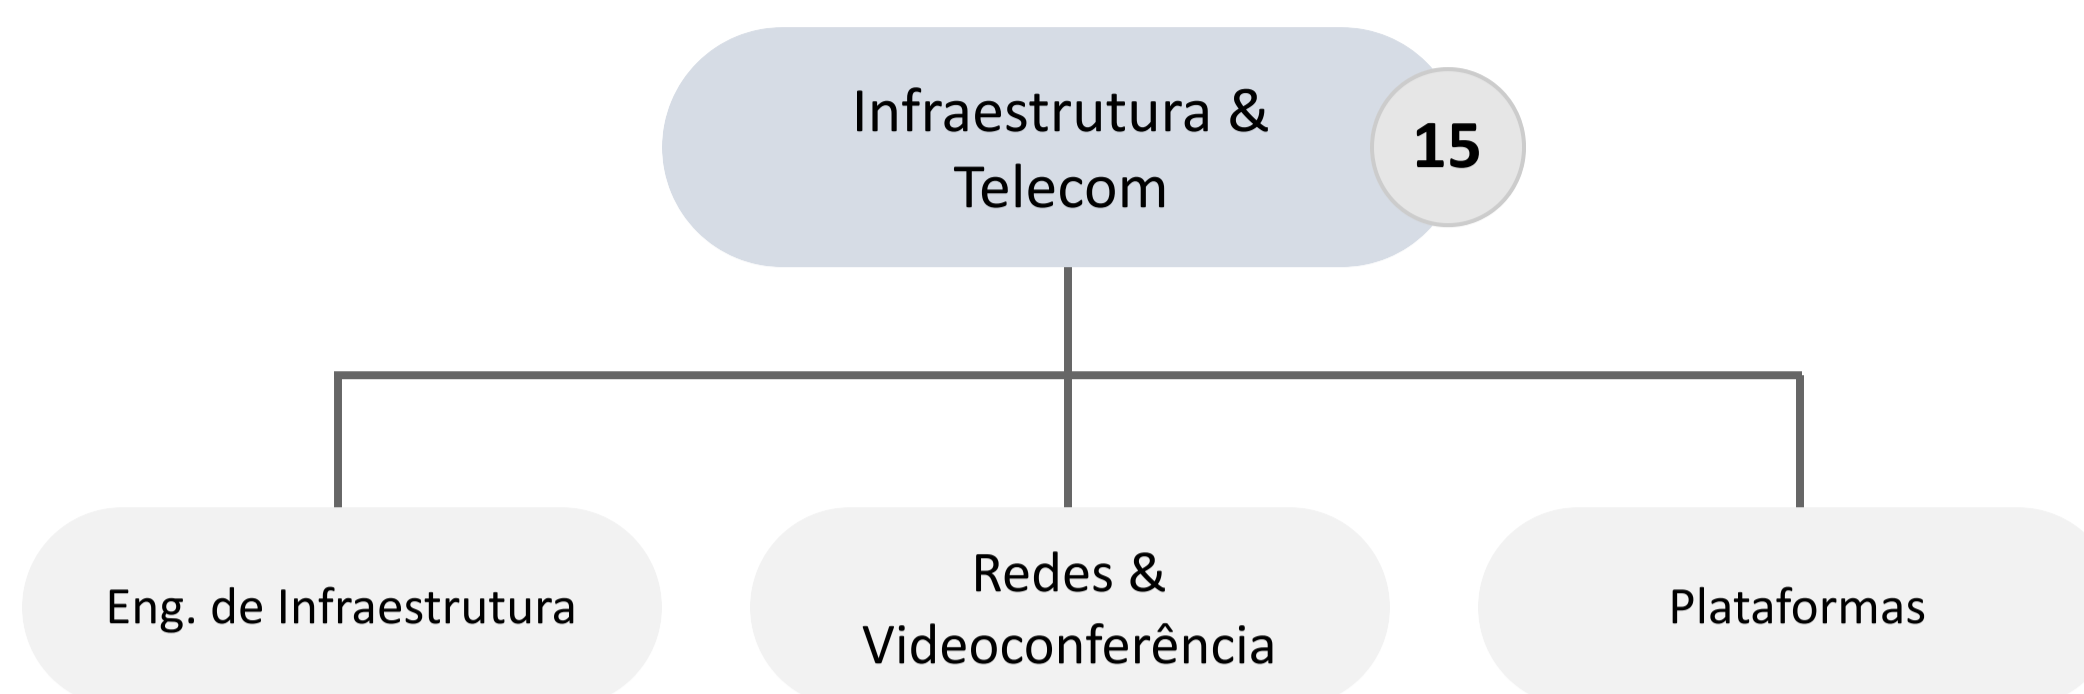 Infraestrutura &
Telecom
15
Eng. de Infraestrutura
Redes &
Videoconferência
Plataformas